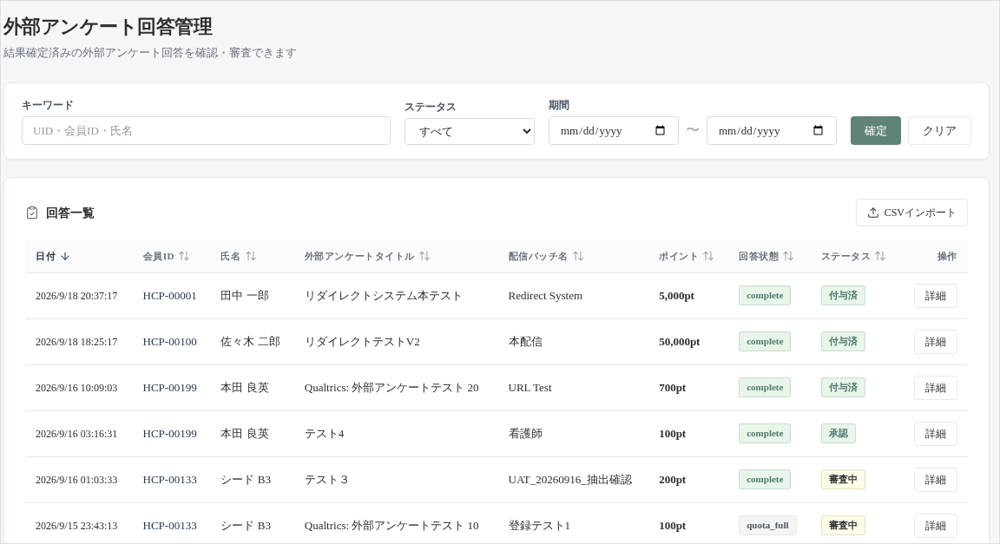 外部アンケート回答管理
結果確定済みの外部アンケート回答を確認・審査できます
キーワード
ステータス
期間
UID・会員ID・氏名
すべて
mm/dd/yyyy
〜
mm/dd/yyyy
確定
クリア
回答一覧
CSVインポート
日付 会員ID 氏名 外部アンケートタイトル 配信バッチ名 ポイント 回答状態 ステータス 操作
2026/9/18 20:37:17 HCP-00001 田中 一郎 リダイレクトシステム本テスト Redirect System 5,000pt complete 付与済 詳細
2026/9/18 18:25:17 HCP-00100 佐々木 二郎 リダイレクトテストV2 本配信 50,000pt complete 付与済 詳細
2026/9/16 10:09:03 HCP-00199 本田 良英 Qualtrics: 外部アンケートテスト 20 URL Test 700pt complete 付与済 詳細
2026/9/16 03:16:31 HCP-00199 本田 良英 テスト4 看護師 100pt complete 承認 詳細
2026/9/16 01:03:33 HCP-00133 シード B3 テスト３ UAT_20260916_抽出確認 200pt complete 審査中 詳細
2026/9/15 23:43:13 HCP-00133 シード B3 Qualtrics: 外部アンケートテスト 10 登録テスト1 100pt quota_full 審査中 詳細